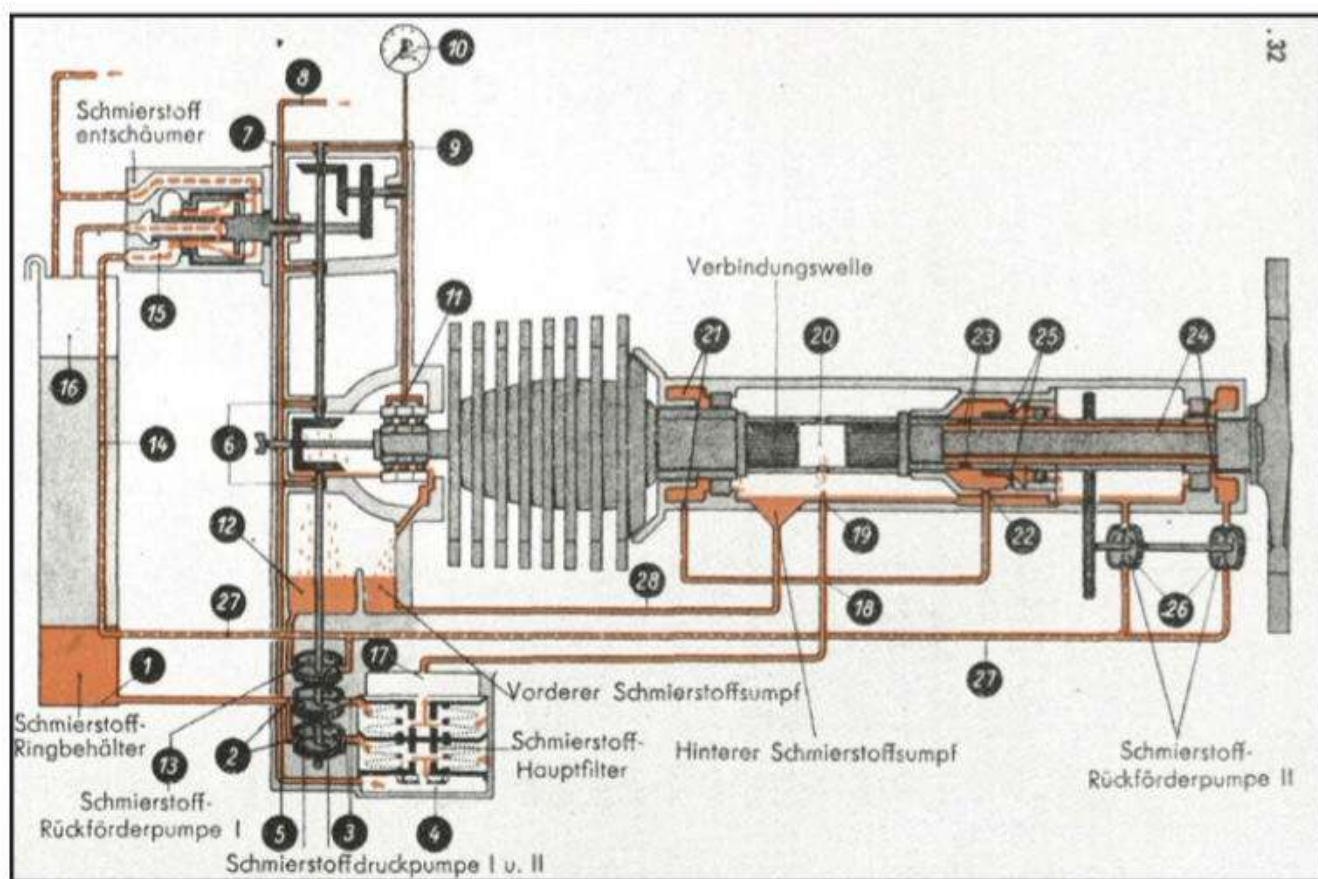 .32
10
8
Schmierstoff
entschäumer
7
9
Verbindungswelle
11
15
21
20
23
25
24
16
14
6
12
19
22
28
18
26
27
17
27
1
Vorderer Schmierstoffsumpf
Schmierstoff-
Ringbehälter
2
Schmierstoff-
Hauptfilter
Hinterer Schmierstoffsumpf
Schmierstoff-
Rückförderpumpe II
13
Schmierstoff-
Rückförderpumpe I
5
3
4
Schmierstoffdruckpumpe I u. II